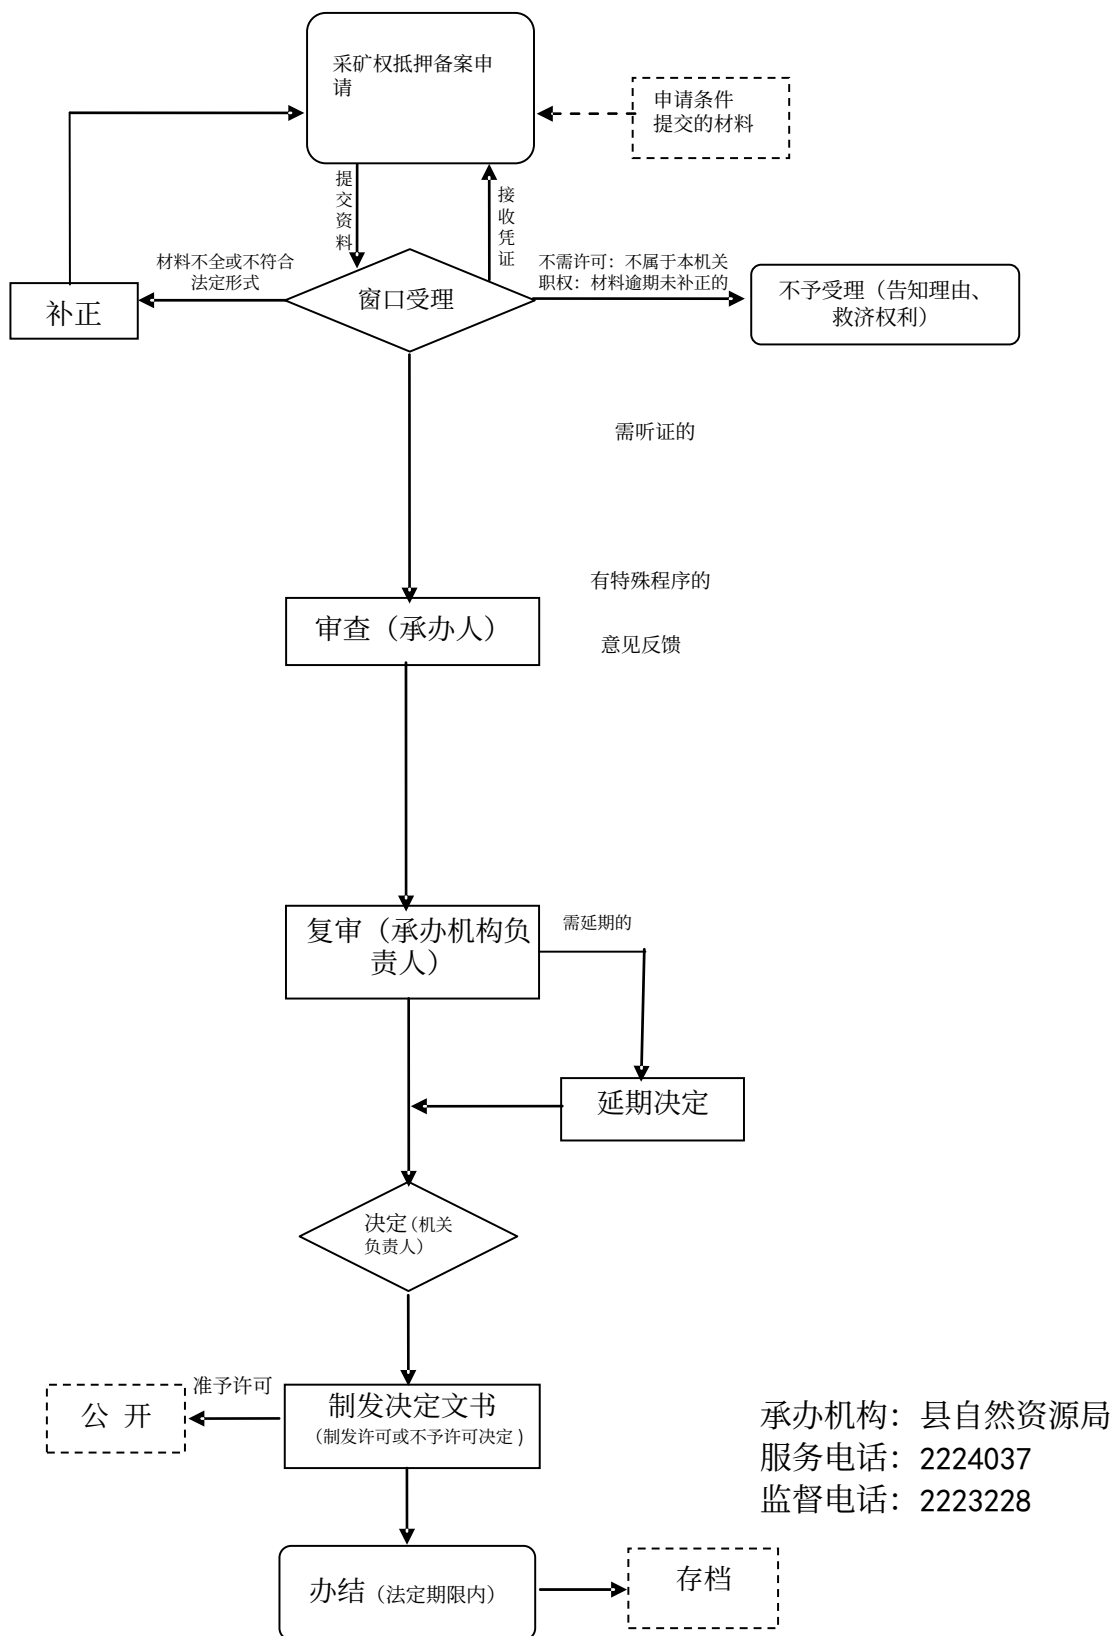 采矿权抵押备案申
请
申请条件
提交的材料
提交资料
接收凭证
材料不全或不符合
法定形式
不需许可：不属于本机关
职权：材料逾期未补正的
补正
窗口受理
不予受理（告知理由、
救济权利）
需听证的
有特殊程序的
审查（承办人）
意见反馈
复审（承办机构负
责人）
需延期的
延期决定
决定（机关
负责人）
准予许可
公 开
制发决定文书
（制发许可或不予许可决定)
承办机构：县自然资源局
服务电话：2224037
监督电话：2223228
办结（法定期限内）
存档